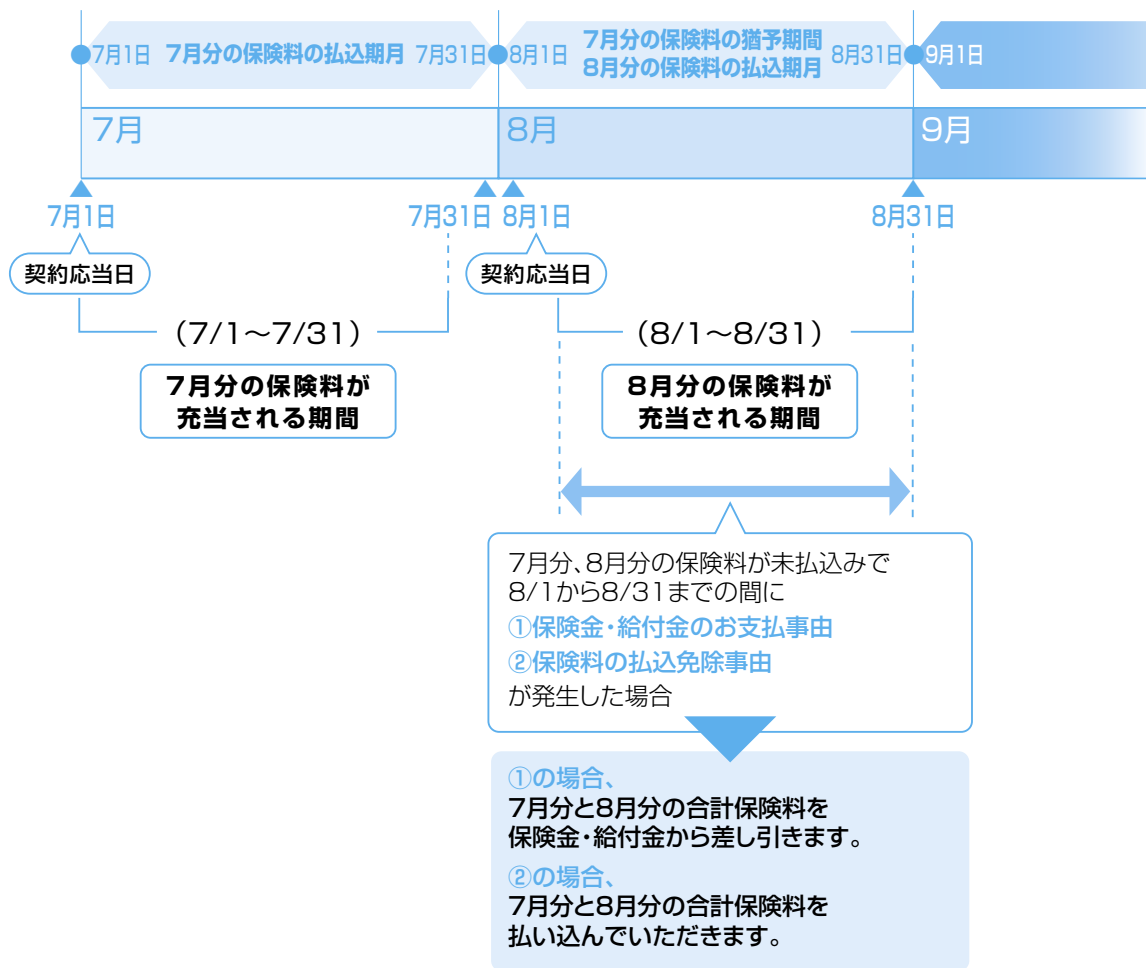 7月1日 7月分の保険料の払込期月 7月31日
8月1日 7月分の保険料の猶予期間
8月分の保険料の払込期月 8月31日
9月1日
7月
8月
9月
7月1日
7月31日
8月1日
8月31日
契約応当日
契約応当日
（7/1～7/31）
（8/1～8/31）
7月分の保険料が
充当される期間
8月分の保険料が
充当される期間
7月分、8月分の保険料が未払込みで
8/1から8/31までの間に
①保険金・給付金のお支払事由
②保険料の払込免除事由
が発生した場合
①の場合、
7月分と8月分の合計保険料を
保険金・給付金から差し引きます。
②の場合、
7月分と8月分の合計保険料を
払い込んでいただきます。